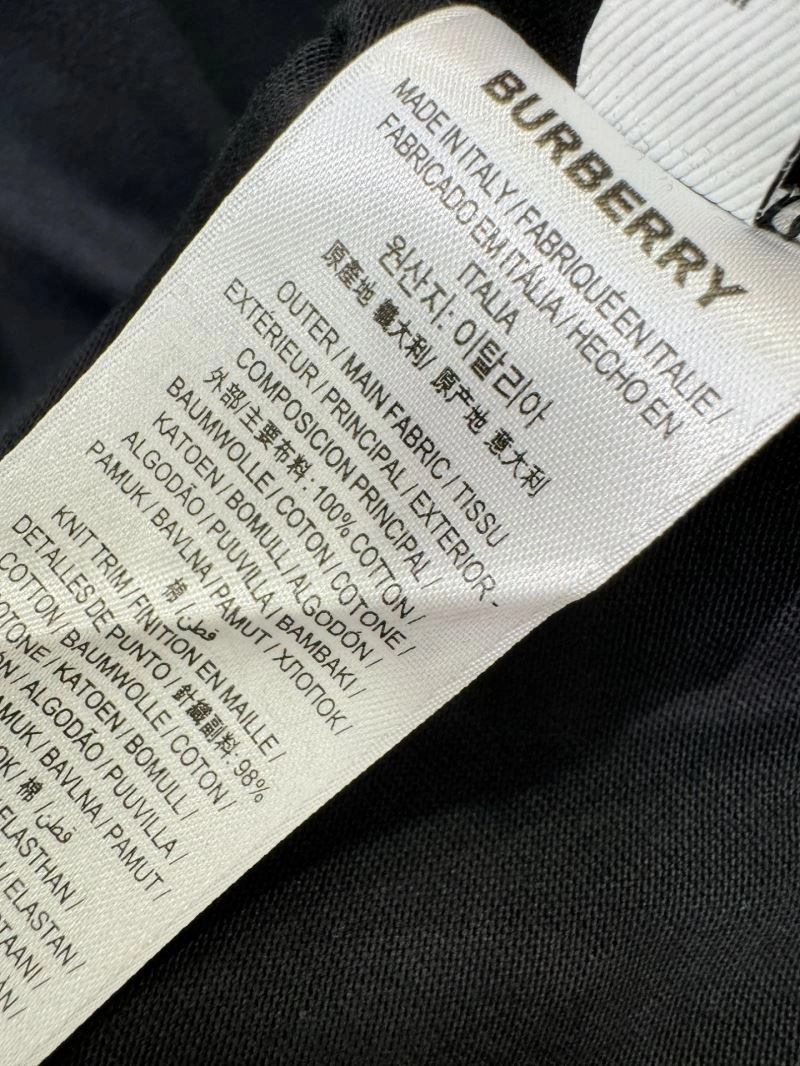 BURBERRY
MADE IN ITALY / FABRIQUÉ EN ITALIE /
FABRICADO EM ITÁLIA / HECHO EN
ITALIA
원산지: 이탈리아
原產地 義大利/ 原产地 意大利
OUTER / MAIN FABRIC / TISSU
EXTÉRIEUR / PRINCIPAL / EXTERIOR -
COMPOSICION PRINCIPAL /
外部/主要布料: 100% COTTON /
BAUMWOLLE / COTON / COTONE /
KATOEN / BOMULL / ALGODÓN /
ALGODÃO / PUUVILLA / BAMBAKI /
PAMUK / BAVLNA / PAMUT / ХЛОПОК /
棉 / قطن
KNIT TRIM / FINITION EN MAILLE /
DETALLES DE PUNTO / 針織副料: 98%
COTTON / BAUMWOLLE / COTON /
OTONE / KATOEN / BOMULL /
ÓN / ALGODÃO / PUUVILLA /
AMUK / BAVLNA / PAMUT /
OK / 棉 / قطن
ELASTHAN /
/ ELASTAN /
TAANI /